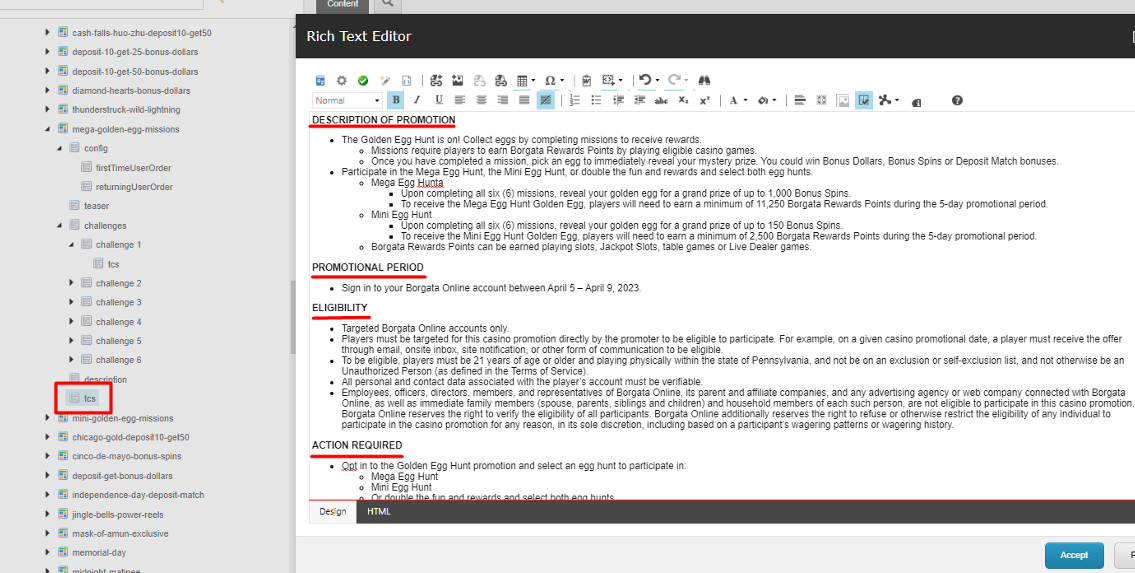 Content
cash-falls-huo-zhu-deposit10-get50
deposit-10-get-25-bonus-dollars
deposit-10-get-50-bonus-dollars
diamond-hearts-bonus-dollars
thunderstruck-wild-lightning
mega-golden-egg-missions
config
firstTimeUserOrder
returningUserOrder
teaser
challenges
challenge 1
tcs
challenge 2
challenge 3
challenge 4
challenge 5
challenge 6
description
tcs
mini-golden-egg-missions
chicago-gold-deposit10-get50
cinco-de-mayo-bonus-spins
deposit-get-bonus-dollars
independence-day-deposit-match
jingle-bells-power-reels
mask-of-amun-exclusive
memorial-day
midnight-matinee
Rich Text Editor
Normal
DESCRIPTION OF PROMOTION
The Golden Egg Hunt is on! Collect eggs by completing missions to receive rewards.
Missions require players to earn Borgata Rewards Points by playing eligible casino games.
Once you have completed a mission, pick an egg to immediately reveal your mystery prize. You could win Bonus Dollars, Bonus Spins or Deposit Match bonuses.
Participate in the Mega Egg Hunt, the Mini Egg Hunt, or double the fun and rewards and select both egg hunts.
Mega Egg Hunta
Upon completing all six (6) missions, reveal your golden egg for a grand prize of up to 1,000 Bonus Spins.
To receive the Mega Egg Hunt Golden Egg, players will need to earn a minimum of 11,250 Borgata Rewards Points during the 5-day promotional period.
Mini Egg Hunt
Upon completing all six (6) missions, reveal your golden egg for a grand prize of up to 150 Bonus Spins.
To receive the Mini Egg Hunt Golden Egg, players will need to earn a minimum of 2,500 Borgata Rewards Points during the 5-day promotional period.
Borgata Rewards Points can be earned playing slots, Jackpot Slots, table games or Live Dealer games.
PROMOTIONAL PERIOD
Sign in to your Borgata Online account between April 5 – April 9, 2023.
ELIGIBILITY
Targeted Borgata Online accounts only.
Players must be targeted for this casino promotion directly by the promoter to be eligible to participate. For example, on a given casino promotional date, a player must receive the offer
through email, onsite inbox, site notification, or other form of communication to be eligible.
To be eligible, players must be 21 years of age or older and playing physically within the state of Pennsylvania, and not be on an exclusion or self-exclusion list, and not otherwise be an
Unauthorized Person (as defined in the Terms of Service).
All personal and contact data associated with the player's account must be verifiable.
Employees, officers, directors, members, and representatives of Borgata Online, its parent and affiliate companies, and any advertising agency or web company connected with Borgata
Online, as well as immediate family members (spouse, parents, siblings and children) and household members of each such person, are not eligible to participate in this casino promotion.
Borgata Online reserves the right to verify the eligibility of all participants. Borgata Online additionally reserves the right to refuse or otherwise restrict the eligibility of any individual to
participate in the casino promotion for any reason, in its sole discretion, including based on a participant's wagering patterns or wagering history.
ACTION REQUIRED
Opt in to the Golden Egg Hunt promotion and select an egg hunt to participate in:
Mega Egg Hunt
Mini Egg Hunt
Or double the fun and rewards and select both egg hunts
Design HTML
Accept